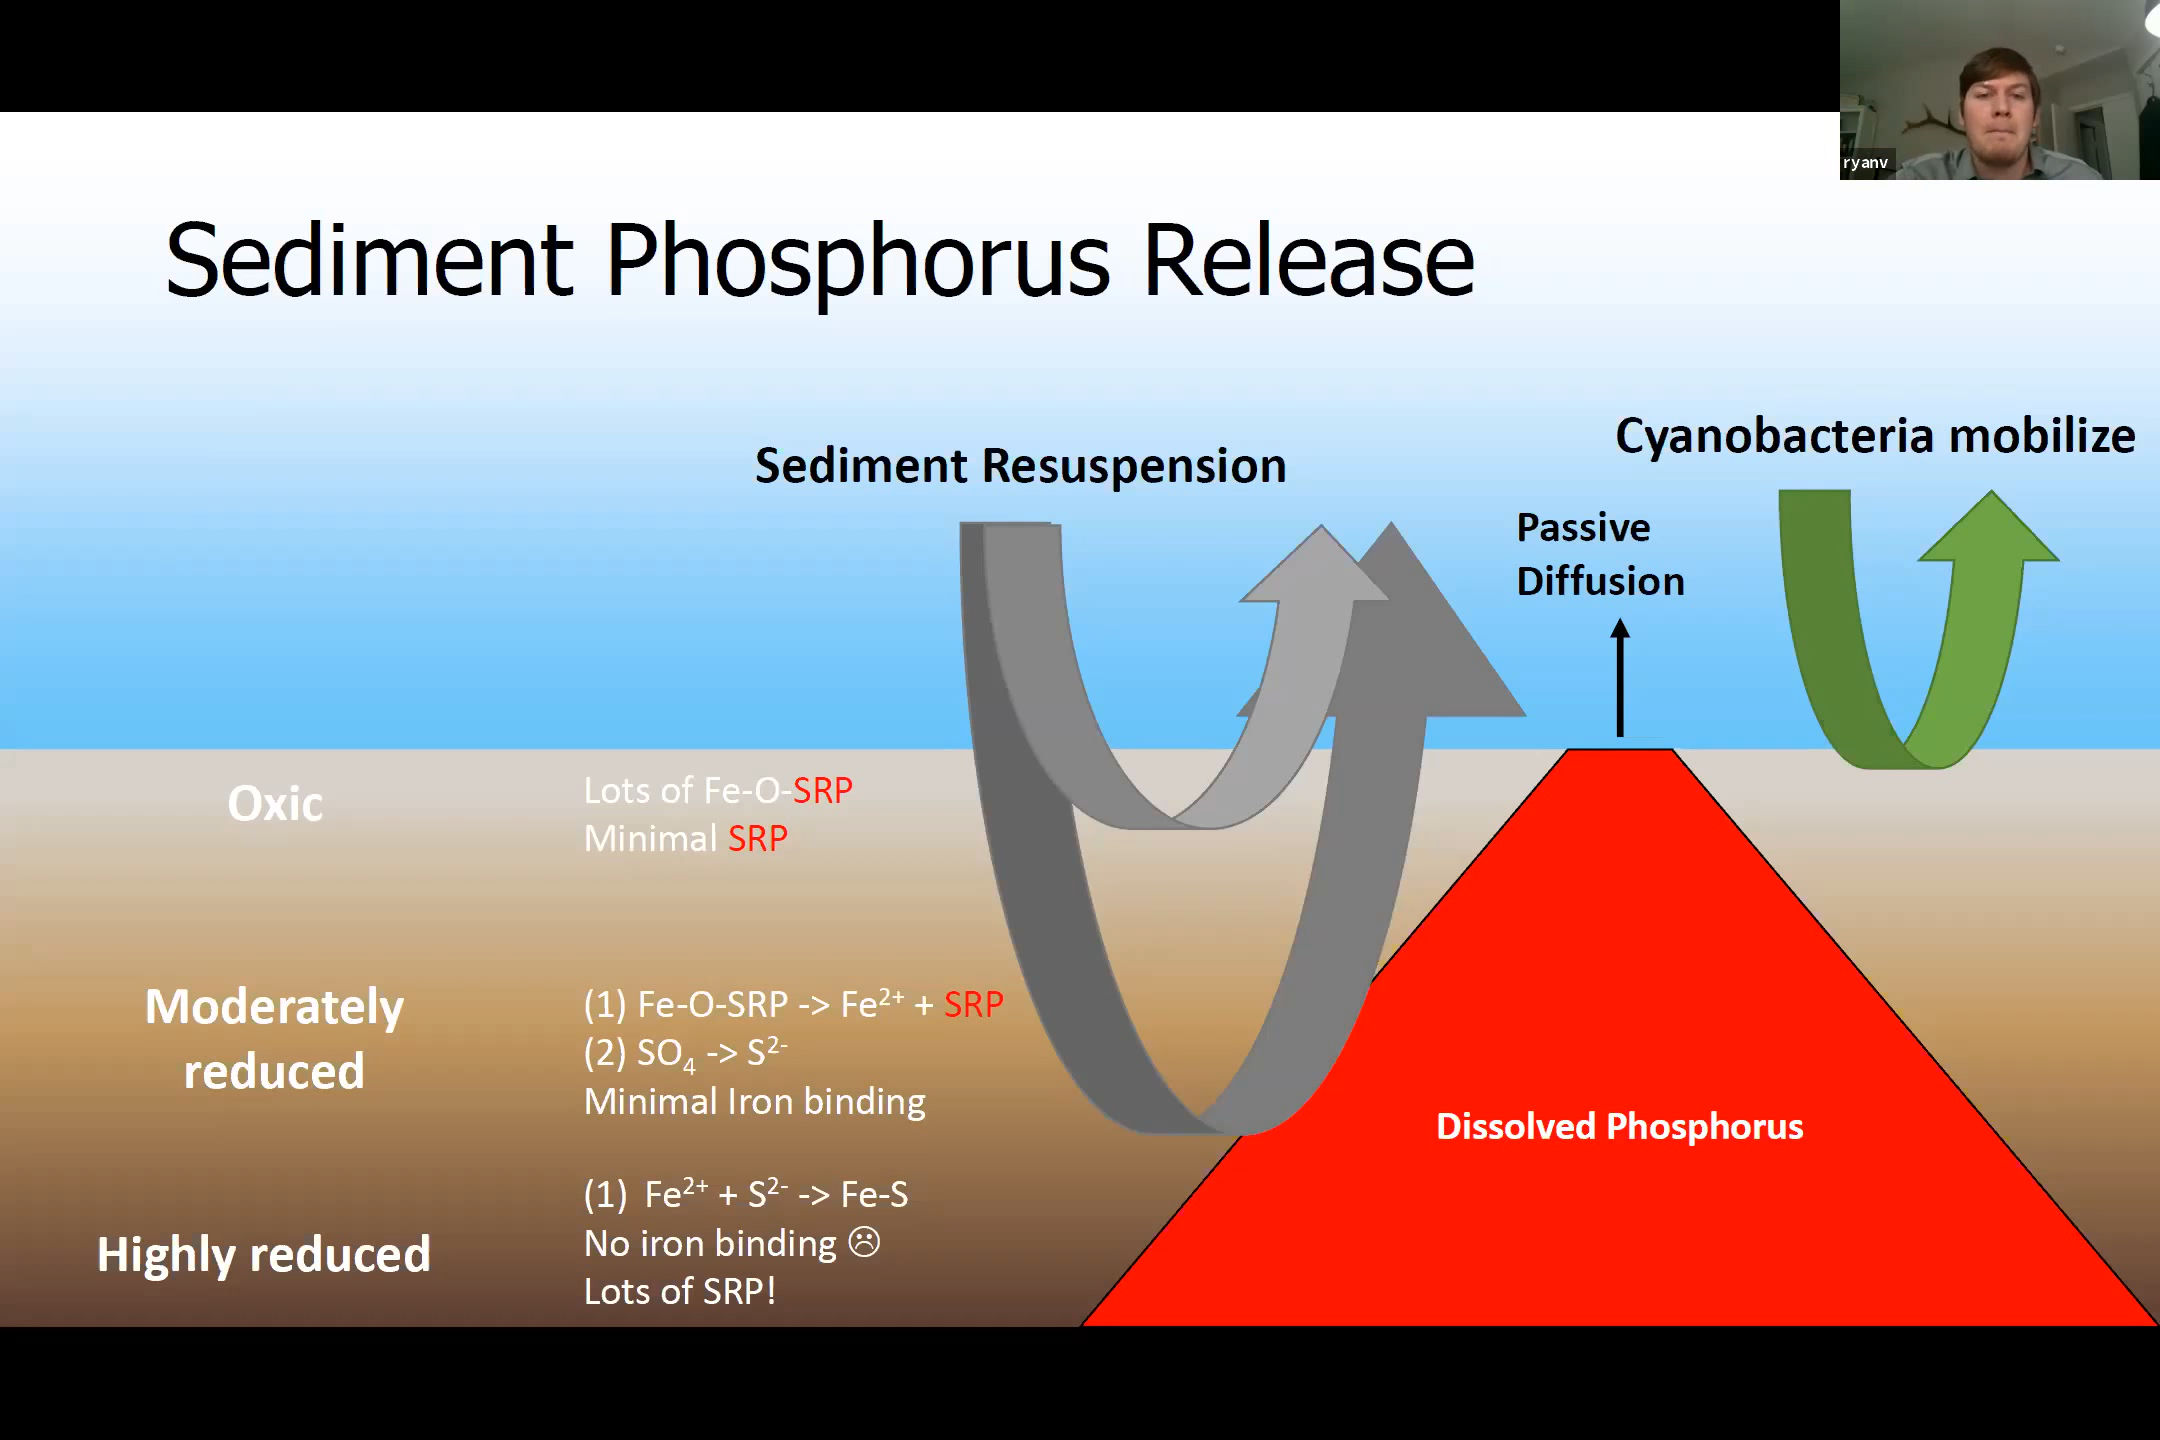 ryanv
Sediment Phosphorus Release
Cyanobacteria mobilize
Sediment Resuspension
Passive
Diffusion
Oxic
Lots of Fe-O-SRP
Minimal SRP
Moderately
reduced
(1) Fe-O-SRP -> Fe²⁺ + SRP
(2) SO₄ -> S²⁻
Minimal Iron binding
Highly reduced
(1) Fe²⁺ + S²⁻ -> Fe-S
No iron binding ☹
Lots of SRP!
Dissolved Phosphorus